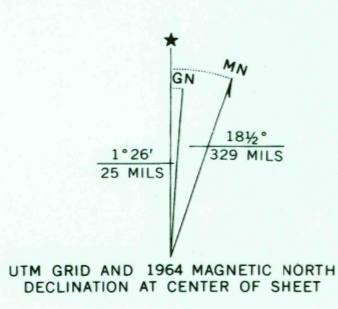 ★
GN
MN
1°26′
25 MILS
18½°
329 MILS
UTM GRID AND 1964 MAGNETIC NORTH
DECLINATION AT CENTER OF SHEET